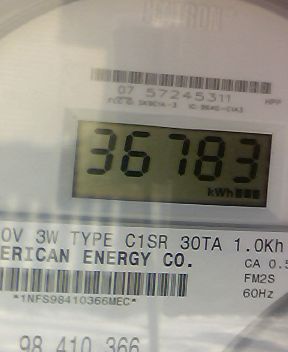 07 57245311
36783
kWh
0V 3W TYPE C1SR 30TA 1.0Kh
ERICAN ENERGY CO.
CA 0.5
FM2S
*1NFS98410366MEC*
60Hz
98 410 366